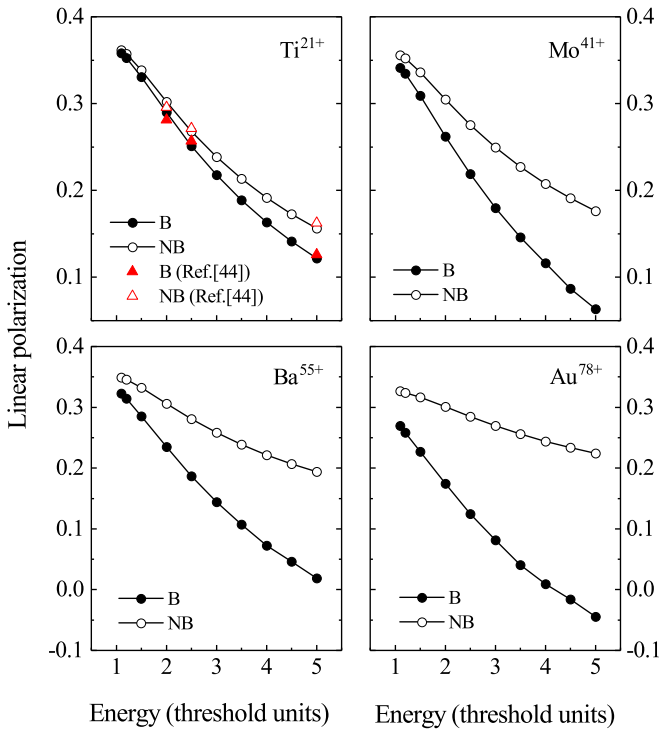 0.4
0.3
0.2
0.1
Ti21+
B
NB
B (Ref.[44])
NB (Ref.[44])
Mo41+
B
NB
0.4
0.3
0.2
0.1
Linear polarization
0.4
0.3
0.2
0.1
0.0
-0.1
Ba55+
B
NB
1 2 3 4 5
Energy (threshold units)
Au78+
B
NB
0.4
0.3
0.2
0.1
0.0
-0.1
1 2 3 4 5
Energy (threshold units)